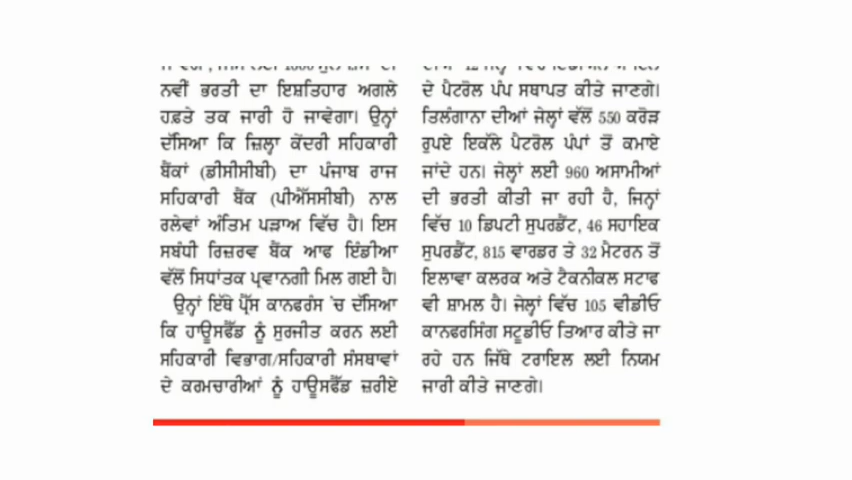 ਨਵੀਂ ਭਰਤੀ ਦਾ ਇਸ਼ਤਿਹਾਰ ਅਗਲੇ
ਹਫ਼ਤੇ ਤਕ ਜਾਰੀ ਹੋ ਜਾਵੇਗਾ। ਉਨ੍ਹਾਂ
ਦੱਸਿਆ ਕਿ ਜ਼ਿਲ੍ਹਾ ਕੇਂਦਰੀ ਸਹਿਕਾਰੀ
ਬੈਂਕਾਂ (ਡੀਸੀਸੀਬੀ) ਦਾ ਪੰਜਾਬ ਰਾਜ
ਸਹਿਕਾਰੀ ਬੈਂਕ (ਪੀਐੱਸਸੀਬੀ) ਨਾਲ
ਰਲੇਵਾਂ ਅੰਤਿਮ ਪੜਾਅ ਵਿੱਚ ਹੈ। ਇਸ
ਸਬੰਧੀ ਰਿਜ਼ਰਵ ਬੈਂਕ ਆਫ ਇੰਡੀਆ
ਵੱਲੋਂ ਸਿਧਾਂਤਕ ਪ੍ਰਵਾਨਗੀ ਮਿਲ ਗਈ ਹੈ।
ਉਨ੍ਹਾਂ ਇੱਥੇ ਪ੍ਰੈੱਸ ਕਾਨਫਰੰਸ 'ਚ ਦੱਸਿਆ
ਕਿ ਹਾਊਸਫੈੱਡ ਨੂੰ ਸੁਰਜੀਤ ਕਰਨ ਲਈ
ਸਹਿਕਾਰੀ ਵਿਭਾਗ/ਸਹਿਕਾਰੀ ਸੰਸਥਾਵਾਂ
ਦੇ ਕਰਮਚਾਰੀਆਂ ਨੂੰ ਹਾਊਸਫੈੱਡ ਜ਼ਰੀਏ
ਦੇ ਪੈਟਰੋਲ ਪੰਪ ਸਥਾਪਤ ਕੀਤੇ ਜਾਣਗੇ।
ਤਿਲੰਗਾਨਾ ਦੀਆਂ ਜੇਲ੍ਹਾਂ ਵੱਲੋਂ 550 ਕਰੋੜ
ਰੁਪਏ ਇਕੱਲੇ ਪੈਟਰੋਲ ਪੰਪਾਂ ਤੋਂ ਕਮਾਏ
ਜਾਂਦੇ ਹਨ। ਜੇਲ੍ਹਾਂ ਲਈ 960 ਅਸਾਮੀਆਂ
ਦੀ ਭਰਤੀ ਕੀਤੀ ਜਾ ਰਹੀ ਹੈ, ਜਿਨ੍ਹਾਂ
ਵਿੱਚ 10 ਡਿਪਟੀ ਸੁਪਰਡੈਂਟ, 46 ਸਹਾਇਕ
ਸੁਪਰਡੈਂਟ, 815 ਵਾਰਡਰ ਤੇ 32 ਮੈਟਰਨ ਤੋਂ
ਇਲਾਵਾ ਕਲਰਕ ਅਤੇ ਟੈਕਨੀਕਲ ਸਟਾਫ
ਵੀ ਸ਼ਾਮਲ ਹੈ। ਜੇਲ੍ਹਾਂ ਵਿੱਚ 105 ਵੀਡੀਓ
ਕਾਨਫਰਸਿੰਗ ਸਟੂਡੀਓ ਤਿਆਰ ਕੀਤੇ ਜਾ
ਰਹੇ ਹਨ ਜਿੱਥੇ ਟਰਾਇਲ ਲਈ ਨਿਯਮ
ਜਾਰੀ ਕੀਤੇ ਜਾਣਗੇ।